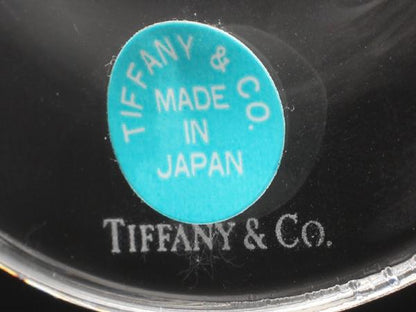 TIFFANY & CO.
MADE
IN
JAPAN
TIFFANY & CO.